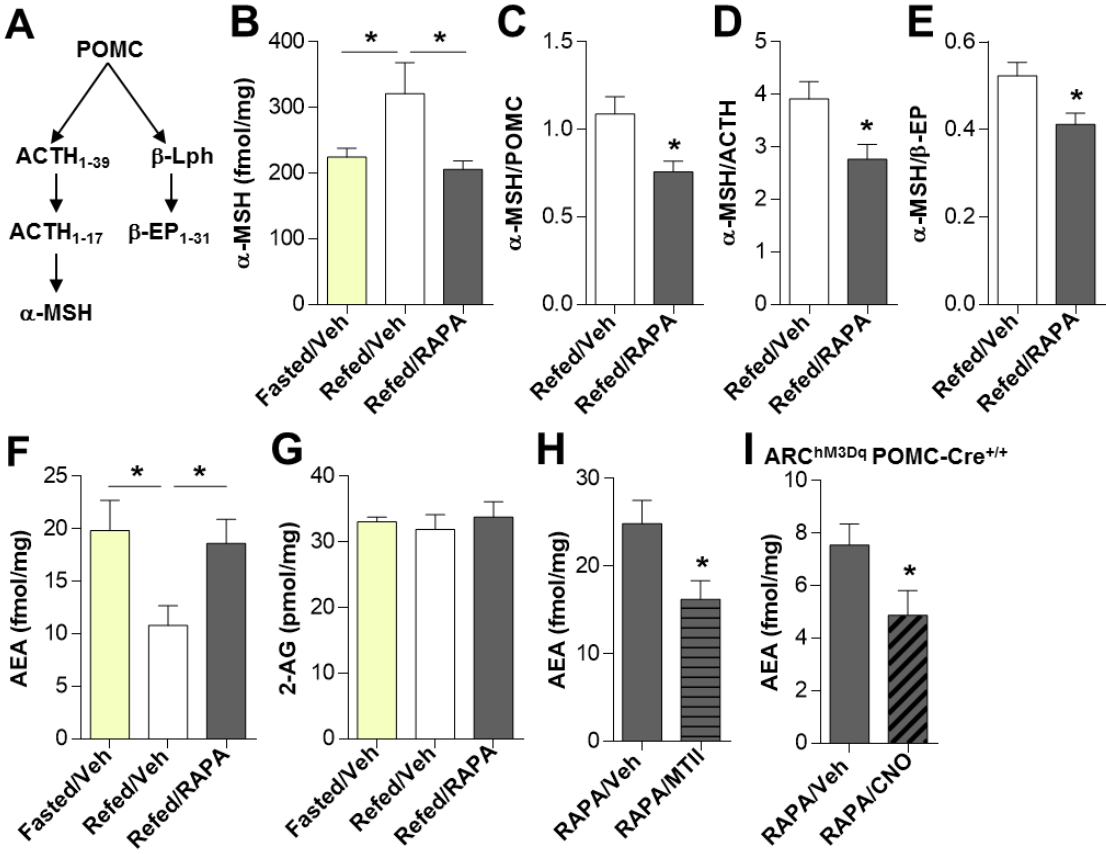 A
POMC
ACTH1-39
β-Lph
ACTH1-17
β-EP1-31
α-MSH
B
* *
α-MSH (fmol/mg)
400
300
200
100
0
Fasted/Veh
Refed/Veh
Refed/RAPA
C
α-MSH/POMC
1.5
1.0
0.5
0.0
*
Refed/Veh
Refed/RAPA
D
α-MSH/ACTH
5
4
3
2
1
0
*
Refed/Veh
Refed/RAPA
E
α-MSH/β-EP
0.6
0.4
0.2
0.0
*
Refed/Veh
Refed/RAPA
F
* *
AEA (fmol/mg)
25
20
15
10
5
0
Fasted/Veh
Refed/Veh
Refed/RAPA
G
2-AG (pmol/mg)
40
30
33
10
0
Fasted/Veh
Refed/Veh
Refed/RAPA
H
AEA (fmol/mg)
30
20
10
0
*
RAPA/Veh
RAPA/MTII
I ARChM3Dq POMC-Cre+/+
AEA (fmol/mg)
10
8
6
4
2
0
*
RAPA/Veh
RAPA/CNO